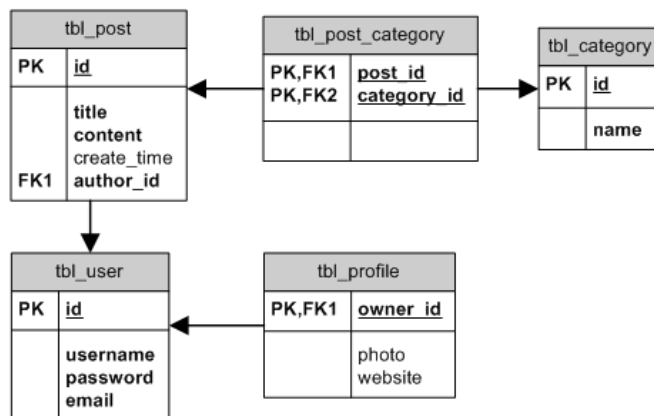 tbl_post
PK id
title
content
create_time
FK1 author_id
tbl_post_category
PK,FK1 post_id
PK,FK2 category_id
tbl_category
PK id
name
tbl_user
PK id
username
password
email
tbl_profile
PK,FK1 owner_id
photo
website